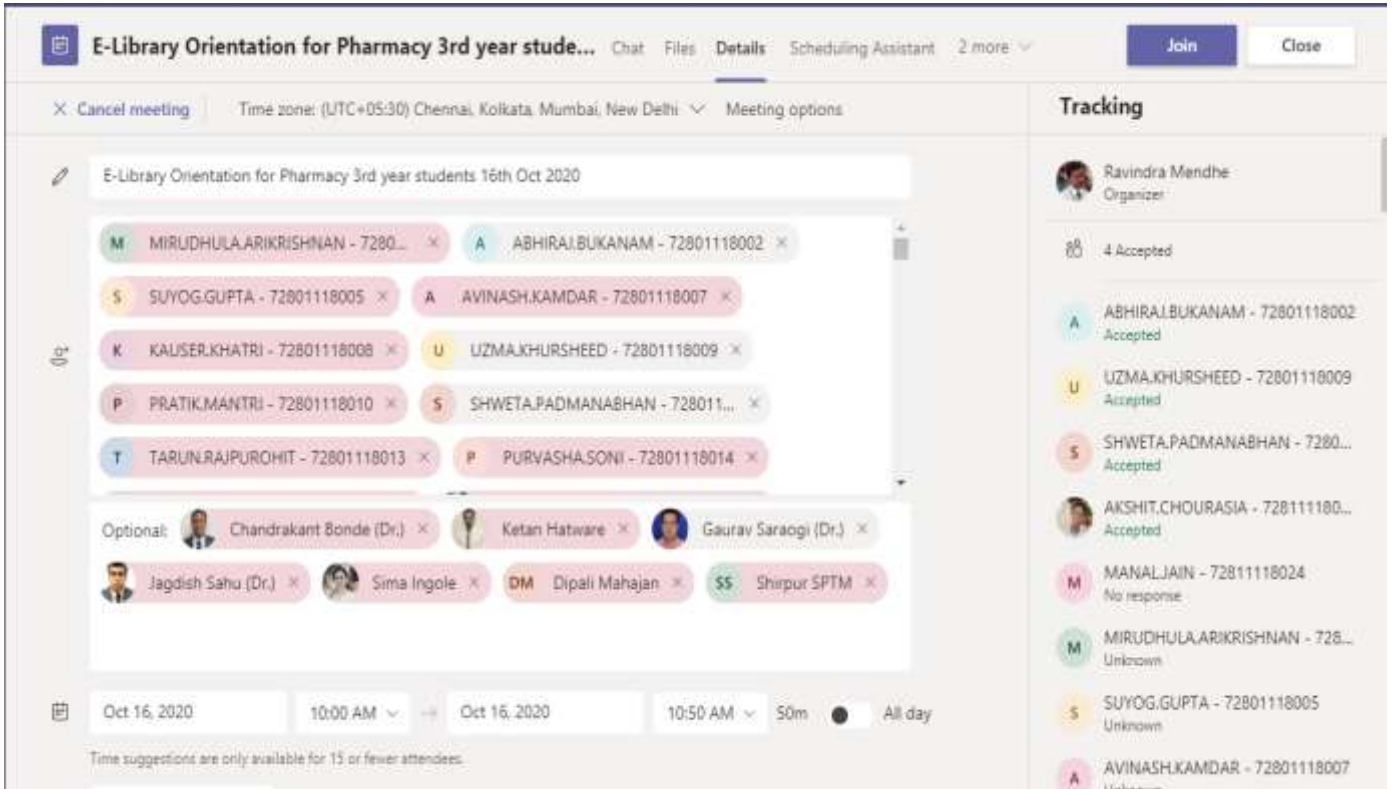 E-Library Orientation for Pharmacy 3rd year stude... Chat Files Details Scheduling Assistant 2 more Join Close
× Cancel meeting Time zone: (UTC+05:30) Chennai, Kolkata, Mumbai, New Delhi Meeting options
E-Library Orientation for Pharmacy 3rd year students 16th Oct 2020
M MIRUDHULA.ARIKRISHNAN - 7280... × A ABHIRAJ.BUKANAM - 72801118002 ×
S SUYOG.GUPTA - 72801118005 × A AVINASH.KAMDAR - 72801118007 ×
K KAUSER.KHATRI - 72801118008 × U UZMA.KHURSHEED - 72801118009 ×
P PRATIK.MANTRI - 72801118010 × S SHWETA.PADMANABHAN - 728011... ×
T TARUN.RAJPUROHIT - 72801118013 × P PURVASHA.SONI - 72801118014 ×
Optional: Chandrakant Bonde (Dr.) × Ketan Hatware × Gaurav Saraogi (Dr.) ×
Jagdish Sahu (Dr.) × Sima Ingole × DM Dipali Mahajan × SS Shirpur SPTM ×
Oct 16, 2020 10:00 AM → Oct 16, 2020 10:50 AM 50m All day
Time suggestions are only available for 15 or fewer attendees.
Tracking
Ravindra Mendhe
Organizer
4 Accepted
A ABHIRAJ.BUKANAM - 72801118002
Accepted
U UZMA.KHURSHEED - 72801118009
Accepted
S SHWETA.PADMANABHAN - 7280...
Accepted
AKSHIT.CHOURASIA - 728111180...
Accepted
M MANAL.JAIN - 72811118024
No response
M MIRUDHULA.ARIKRISHNAN - 728...
Unknown
S SUYOG.GUPTA - 72801118005
Unknown
A AVINASH.KAMDAR - 72801118007